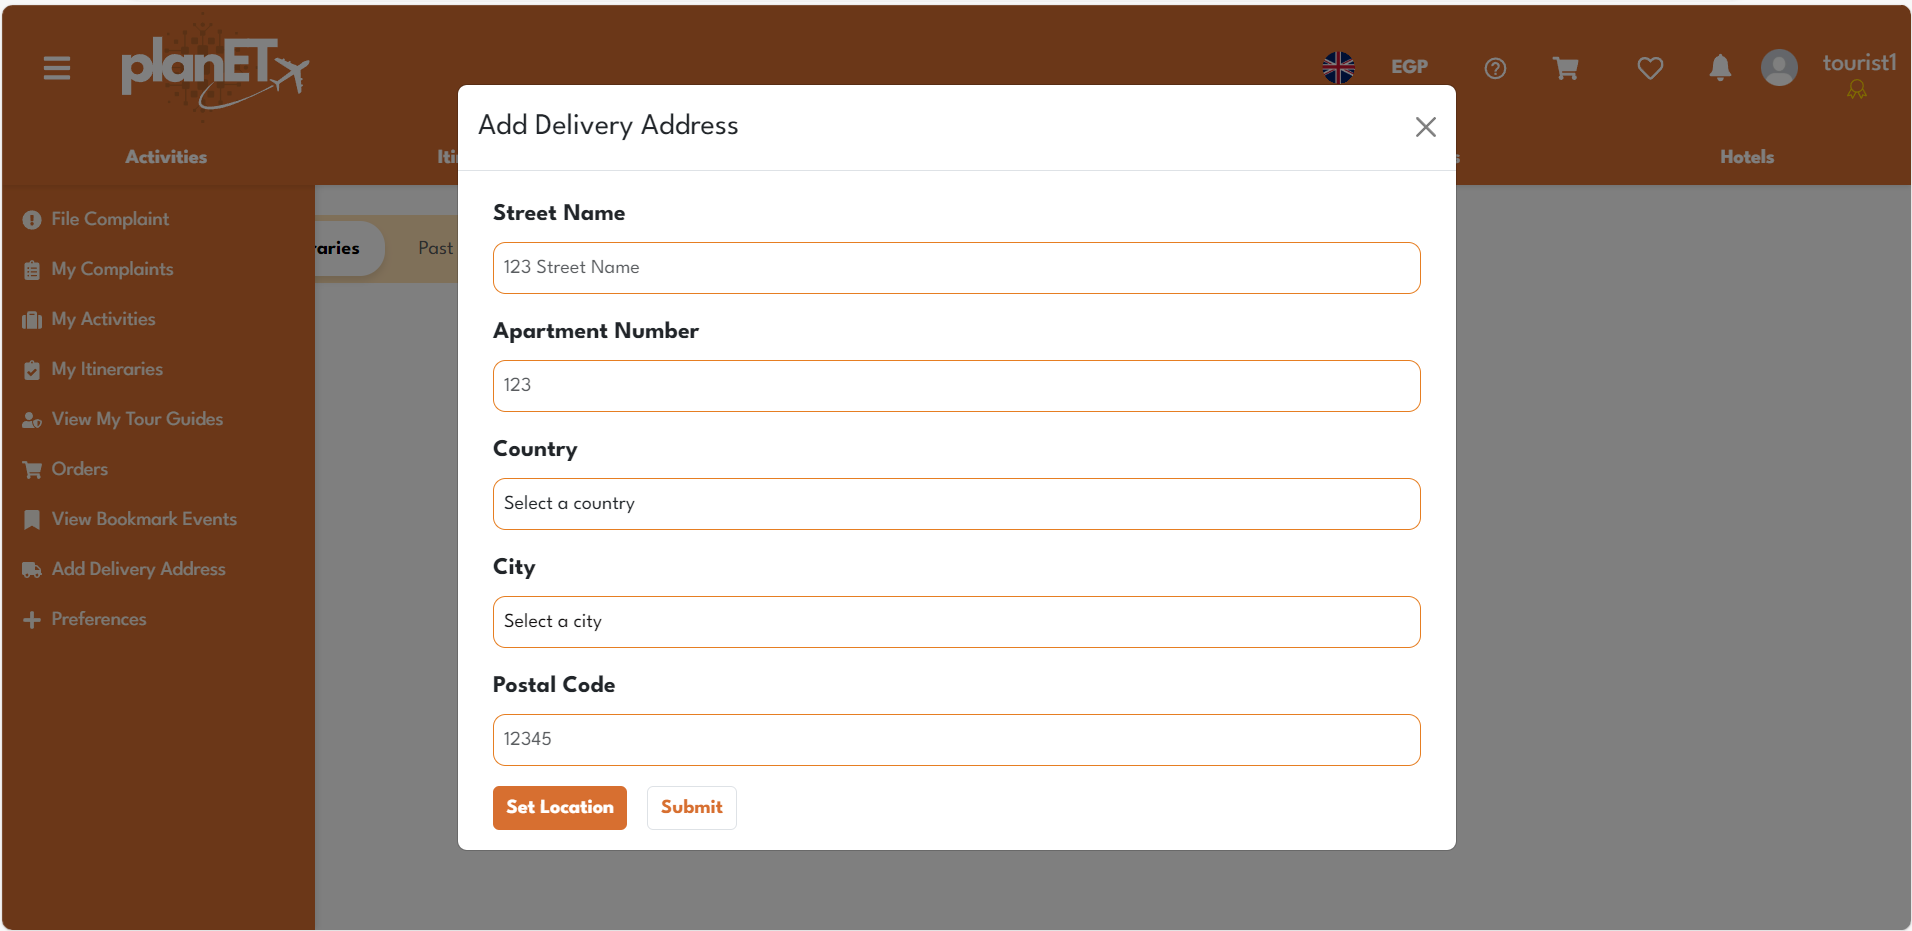 planET
EGP
tourist1
Activities
Hotels
File Complaint
My Complaints
My Activities
My Itineraries
View My Tour Guides
Orders
View Bookmark Events
Add Delivery Address
Preferences
raries
Past
Add Delivery Address
Street Name
123 Street Name
Apartment Number
123
Country
Select a country
City
Select a city
Postal Code
12345
Set Location
Submit